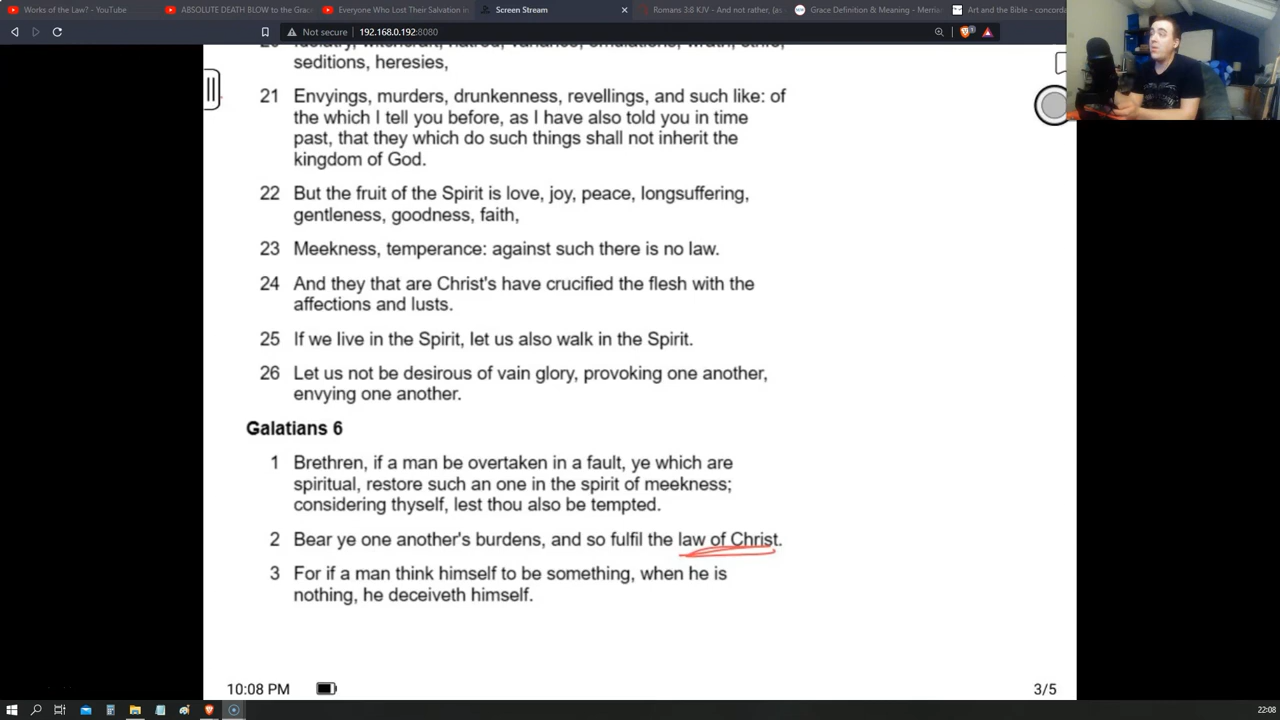 Works of the Law? - YouTube
ABSOLUTE DEATH BLOW to the Grac
Everyone Who Lost Their Salvation in
Screen Stream
Romans 3:8 KJV - And not rather, (as
Grace Definition & Meaning - Merria
Art and the Bible - concorda
Not secure 192.168.0.192:8080
20 Idolatry, witchcraft, hatred, variance, emulations, wrath, strife,
seditions, heresies,
21 Envyings, murders, drunkenness, revellings, and such like: of
the which I tell you before, as I have also told you in time
past, that they which do such things shall not inherit the
kingdom of God.
22 But the fruit of the Spirit is love, joy, peace, longsuffering,
gentleness, goodness, faith,
23 Meekness, temperance: against such there is no law.
24 And they that are Christ's have crucified the flesh with the
affections and lusts.
25 If we live in the Spirit, let us also walk in the Spirit.
26 Let us not be desirous of vain glory, provoking one another,
envying one another.
Galatians 6
1 Brethren, if a man be overtaken in a fault, ye which are
spiritual, restore such an one in the spirit of meekness;
considering thyself, lest thou also be tempted.
2 Bear ye one another's burdens, and so fulfil the law of Christ.
3 For if a man think himself to be something, when he is
nothing, he deceiveth himself.
10:08 PM
3/5
22:08